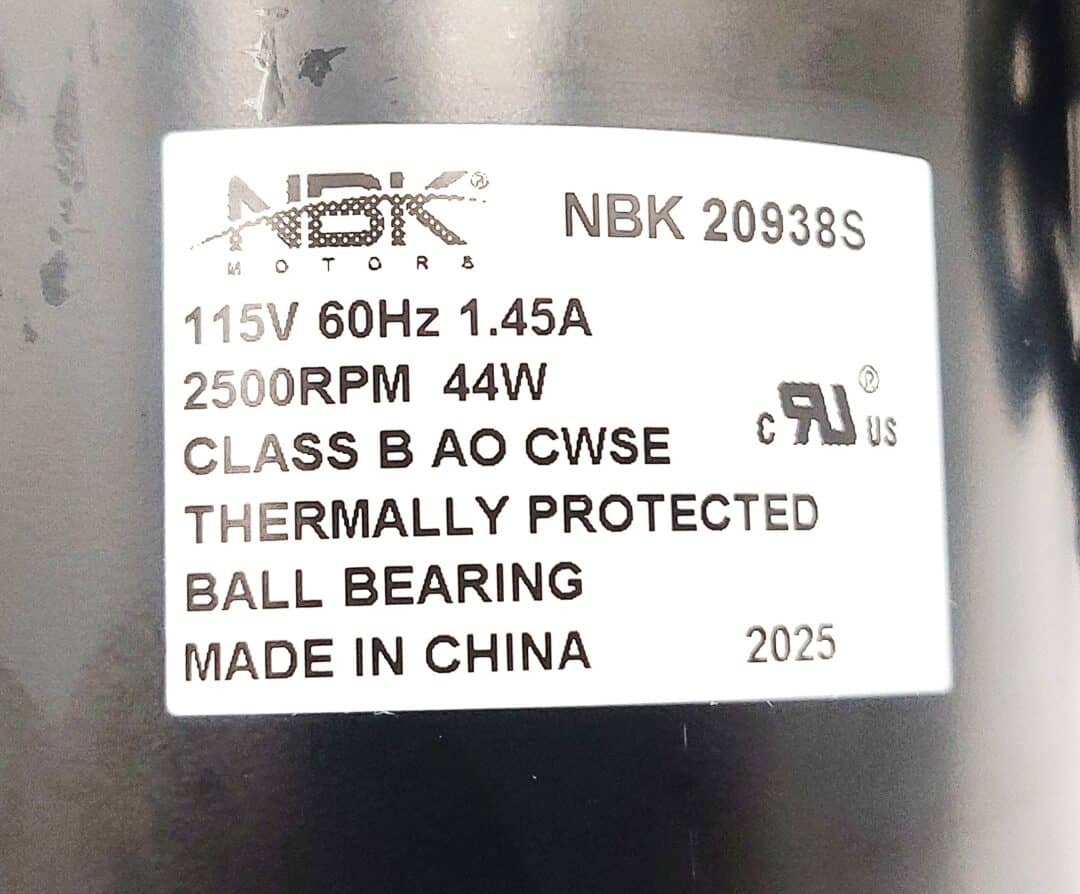 NBK®
MOTORS
NBK 20938S
115V 60Hz 1.45A
2500RPM 44W
CLASS B AO CWSE
C RU® US
THERMALLY PROTECTED
BALL BEARING
MADE IN CHINA
2025